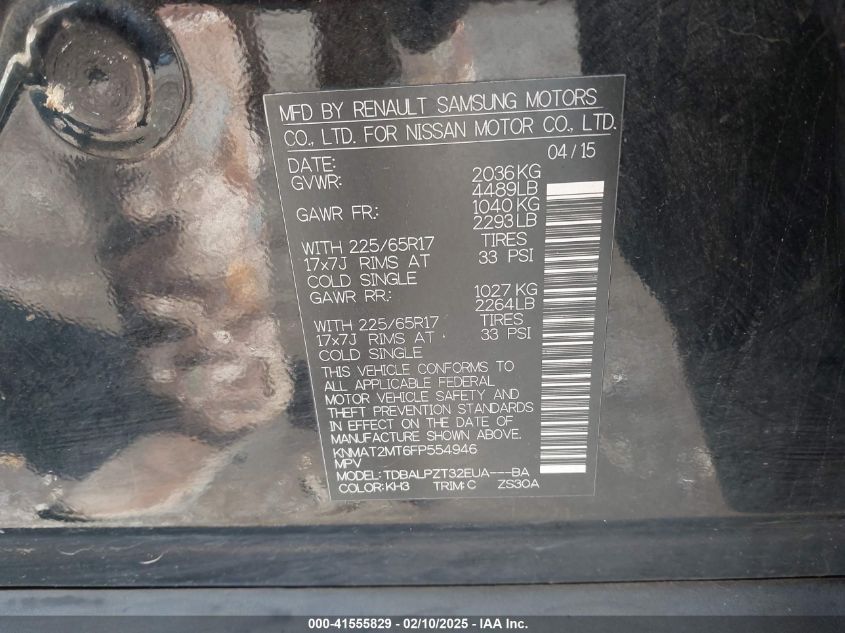 MFD BY RENAULT SAMSUNG MOTORS
CO., LTD. FOR NISSAN MOTOR CO., LTD.
DATE: 04/15
GVWR: 2036KG
4489LB
GAWR FR.: 1040 KG
2293LB
WITH 225/65R17 TIRES
17x7J RIMS AT 33 PSI
COLD SINGLE
GAWR RR.: 1027 KG
2264LB
WITH 225/65R17 TIRES
17x7J RIMS AT 33 PSI
COLD SINGLE
THIS VEHICLE CONFORMS TO
ALL APPLICABLE FEDERAL
MOTOR VEHICLE SAFETY AND
THEFT PREVENTION STANDARDS
IN EFFECT ON THE DATE OF
MANUFACTURE SHOWN ABOVE.
KNMAT2MT6FP554946
MPV
MODEL: TDBALPZT32EUA---BA
COLOR: KH3 TRIM: C ZS30A
000-41555829 / 02/10/2025 - IAA Inc.